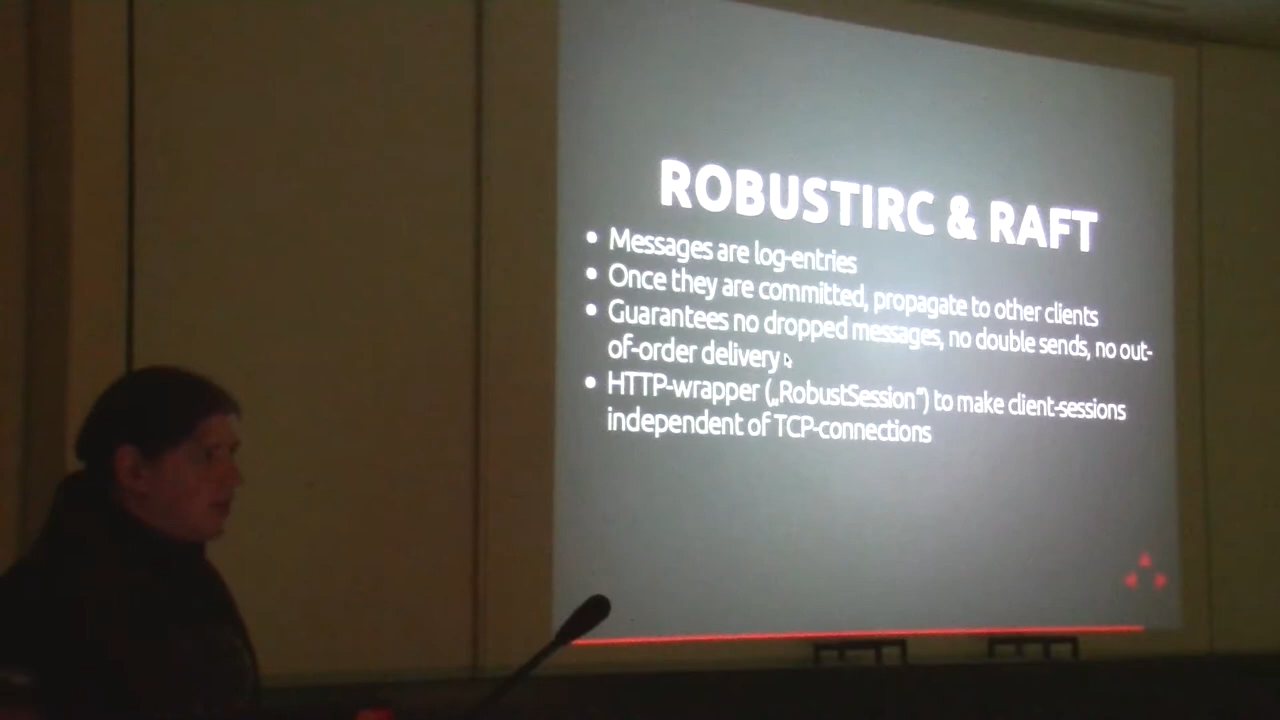 ROBUSTIRC & RAFT
• Messages are log-entries
• Once they are committed, propagate to other clients
• Guarantees no dropped messages, no double sends, no out-
of-order delivery
• HTTP-wrapper („RobustSession“) to make client-sessions
independent of TCP-connections